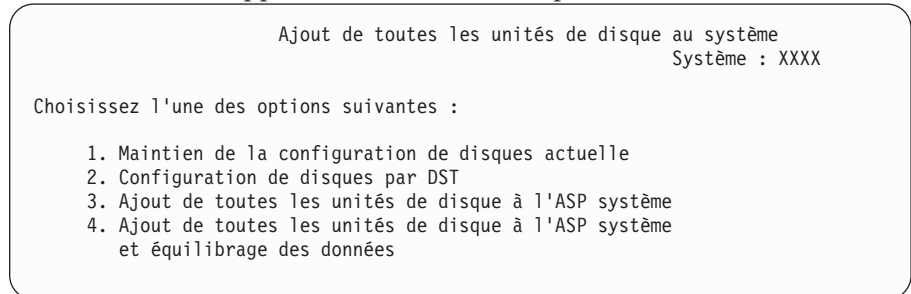 Ajout de toutes les unités de disque au système
Système : XXXX
Choisissez l'une des options suivantes :
1. Maintien de la configuration de disques actuelle
2. Configuration de disques par DST
3. Ajout de toutes les unités de disque à l'ASP système
4. Ajout de toutes les unités de disque à l'ASP système
et équilibrage des données